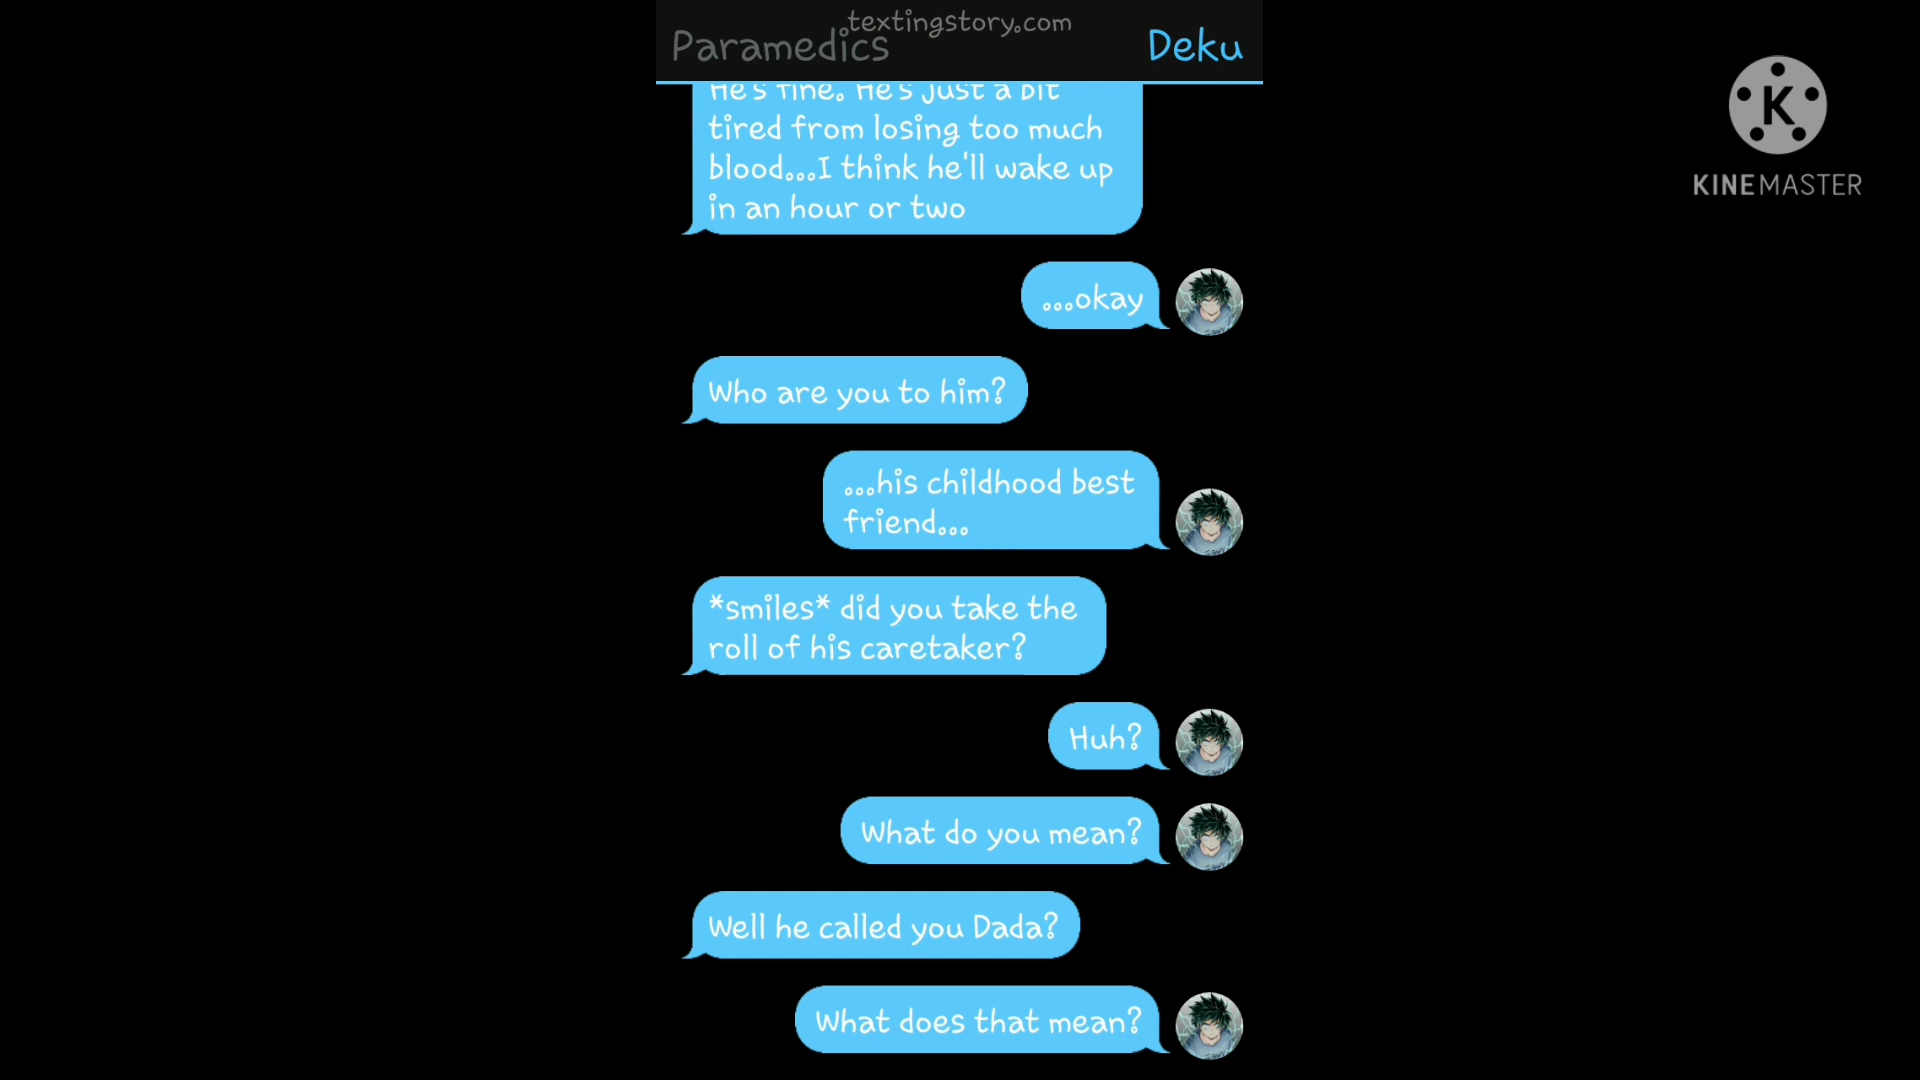 textingstory.com
Paramedics
Deku
He's fine. He's just a bit
tired from losing too much
blood...I think he'll wake up
in an hour or two
...okay
Who are you to him?
...his childhood best
friend...
*smiles* did you take the
roll of his caretaker?
Huh?
What do you mean?
Well he called you Dada?
What does that mean?
K
KINEMASTER